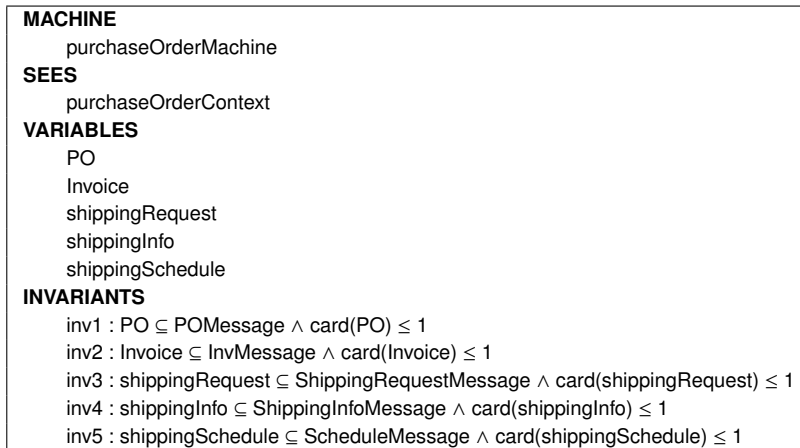 MACHINE
purchaseOrderMachine
SEES
purchaseOrderContext
VARIABLES
PO
Invoice
shippingRequest
shippingInfo
shippingSchedule
INVARIANTS
inv1 : PO ⊆ POMessage ∧ card(PO) ≤ 1
inv2 : Invoice ⊆ InvMessage ∧ card(Invoice) ≤ 1
inv3 : shippingRequest ⊆ ShippingRequestMessage ∧ card(shippingRequest) ≤ 1
inv4 : shippingInfo ⊆ ShippingInfoMessage ∧ card(shippingInfo) ≤ 1
inv5 : shippingSchedule ⊆ ScheduleMessage ∧ card(shippingSchedule) ≤ 1